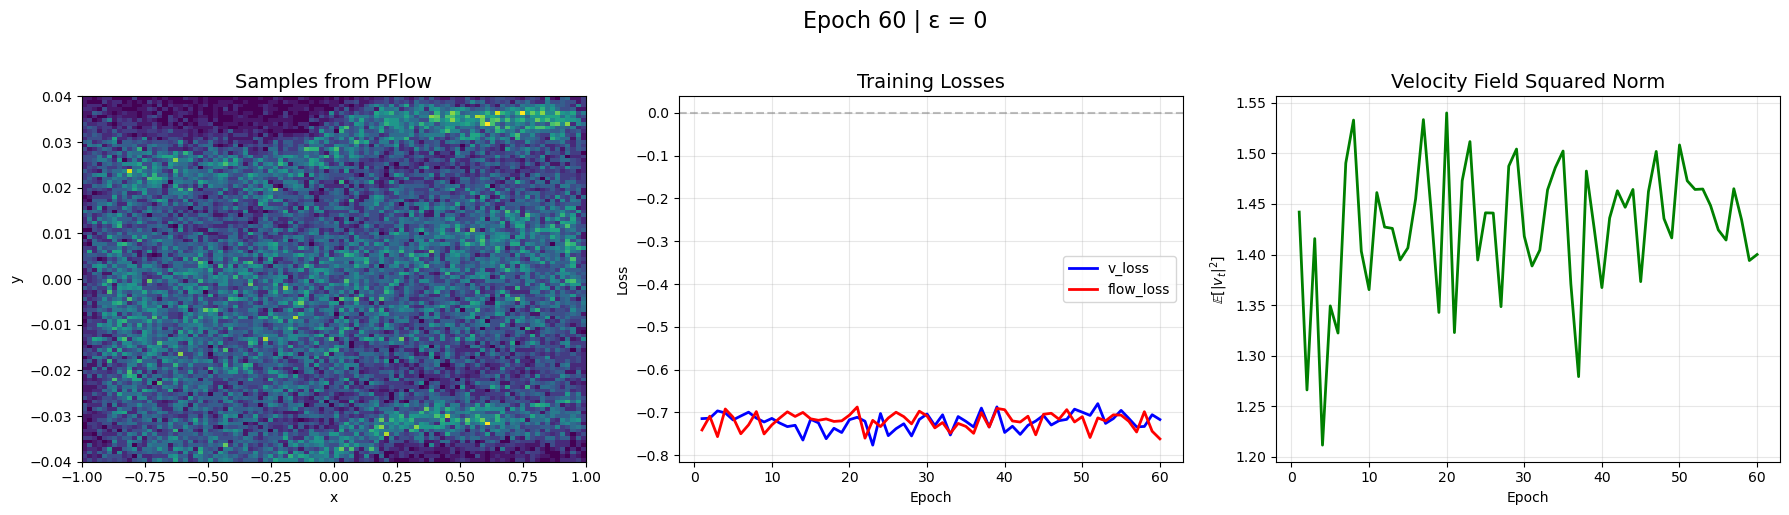 Epoch 60 | ε = 0
Samples from PFlow
0.04
0.03
0.02
0.01
0.00
−0.01
−0.02
−0.03
−0.04
y
−1.00 −0.75 −0.50 −0.25 0.00 0.25 0.50 0.75 1.00
x
Training Losses
0.0
−0.1
−0.2
−0.3
−0.4
−0.5
−0.6
−0.7
−0.8
Loss
v_loss
flow_loss
0 10 20 30 40 50 60
Epoch
Velocity Field Squared Norm
1.55
1.50
1.45
1.40
1.35
1.30
1.25
1.20
𝔼[|v_t|²]
0 10 20 30 40 50 60
Epoch